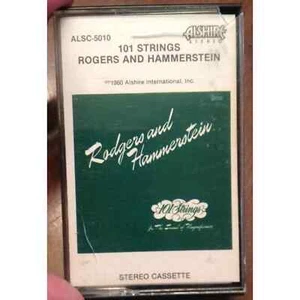 ALSC-5010
ALSHIRE
STEREO
101 STRINGS
ROGERS AND HAMMERSTEIN
℗1980 Alshire International, Inc.
Rodgers and
Hammerstein
101 Strings
In The Sound of Magnificence
STEREO CASSETTE